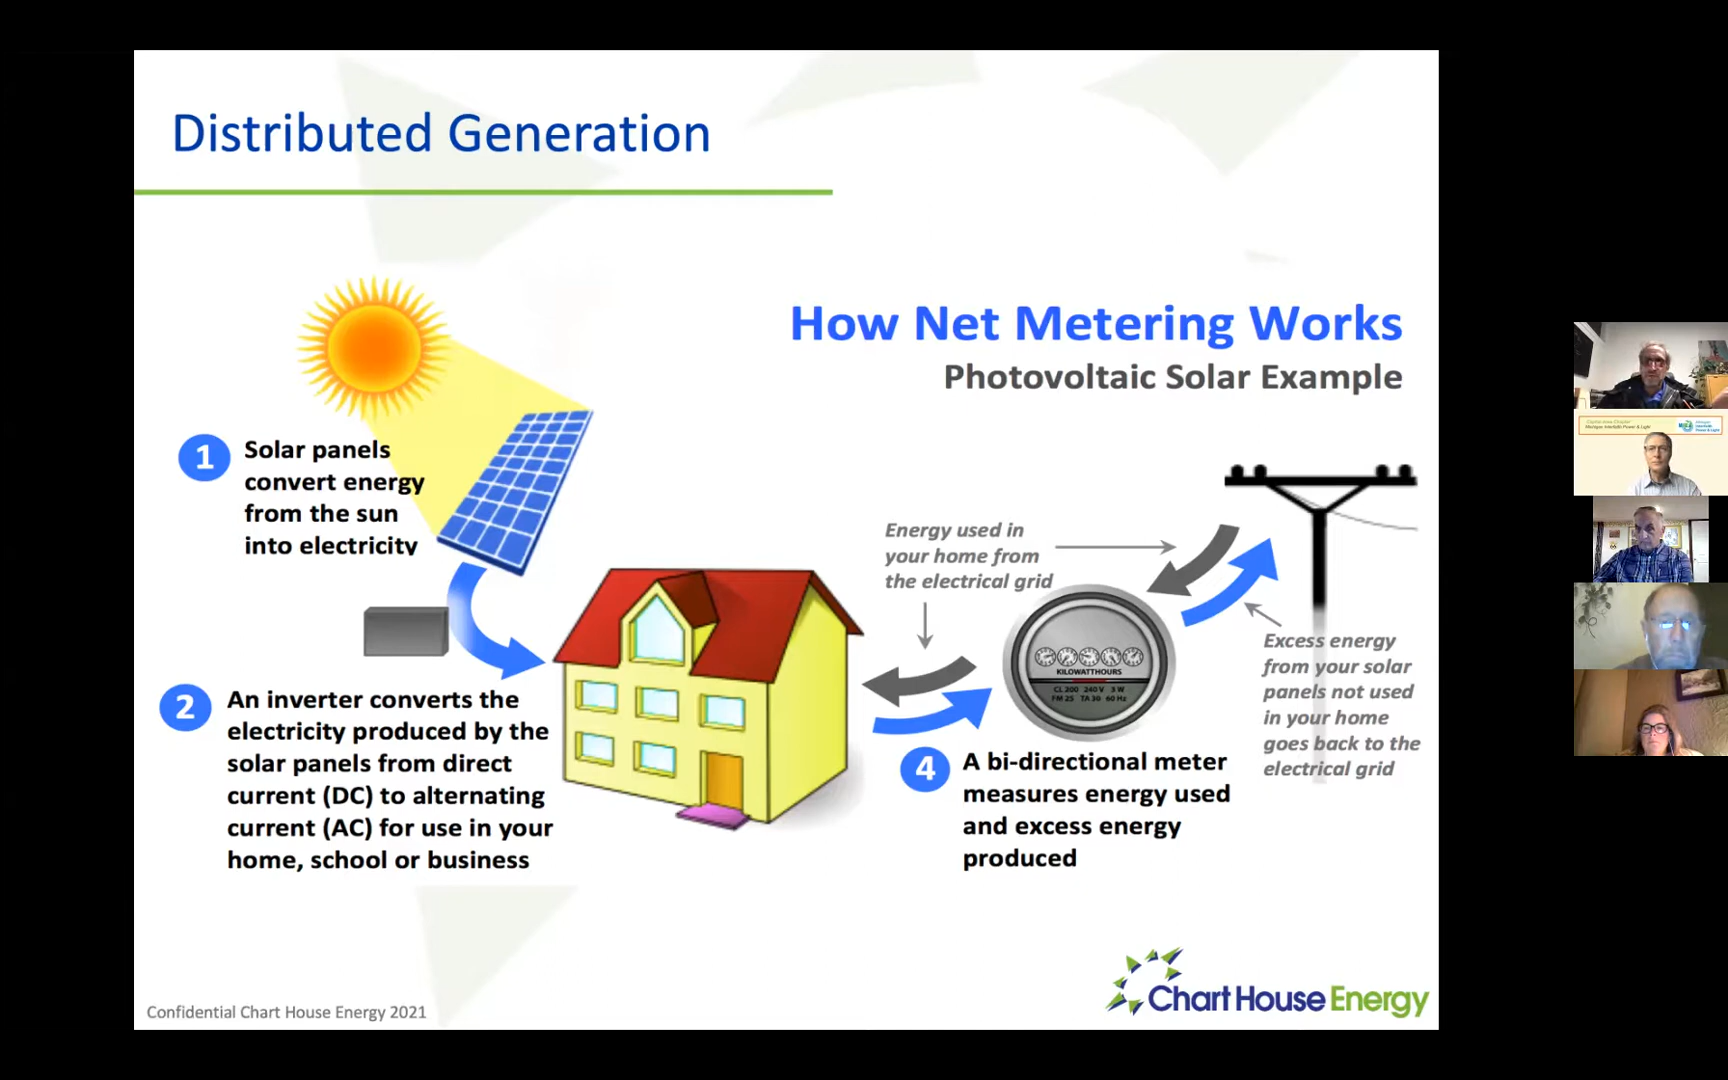 Distributed Generation
How Net Metering Works
Photovoltaic Solar Example
1
Solar panels
convert energy
from the sun
into electricity
2
An inverter converts the
electricity produced by the
solar panels from direct
current (DC) to alternating
current (AC) for use in your
home, school or business
Energy used in
your home from
the electrical grid
KILOWATTHOURS
CL 200 240 V 3 W
FM 2S TA 30 60 Hz
4
A bi-directional meter
measures energy used
and excess energy
produced
Excess energy
from your solar
panels not used
in your home
goes back to the
electrical grid
Confidential Chart House Energy 2021
Chart House Energy
Michigan Interfaith Power & Light